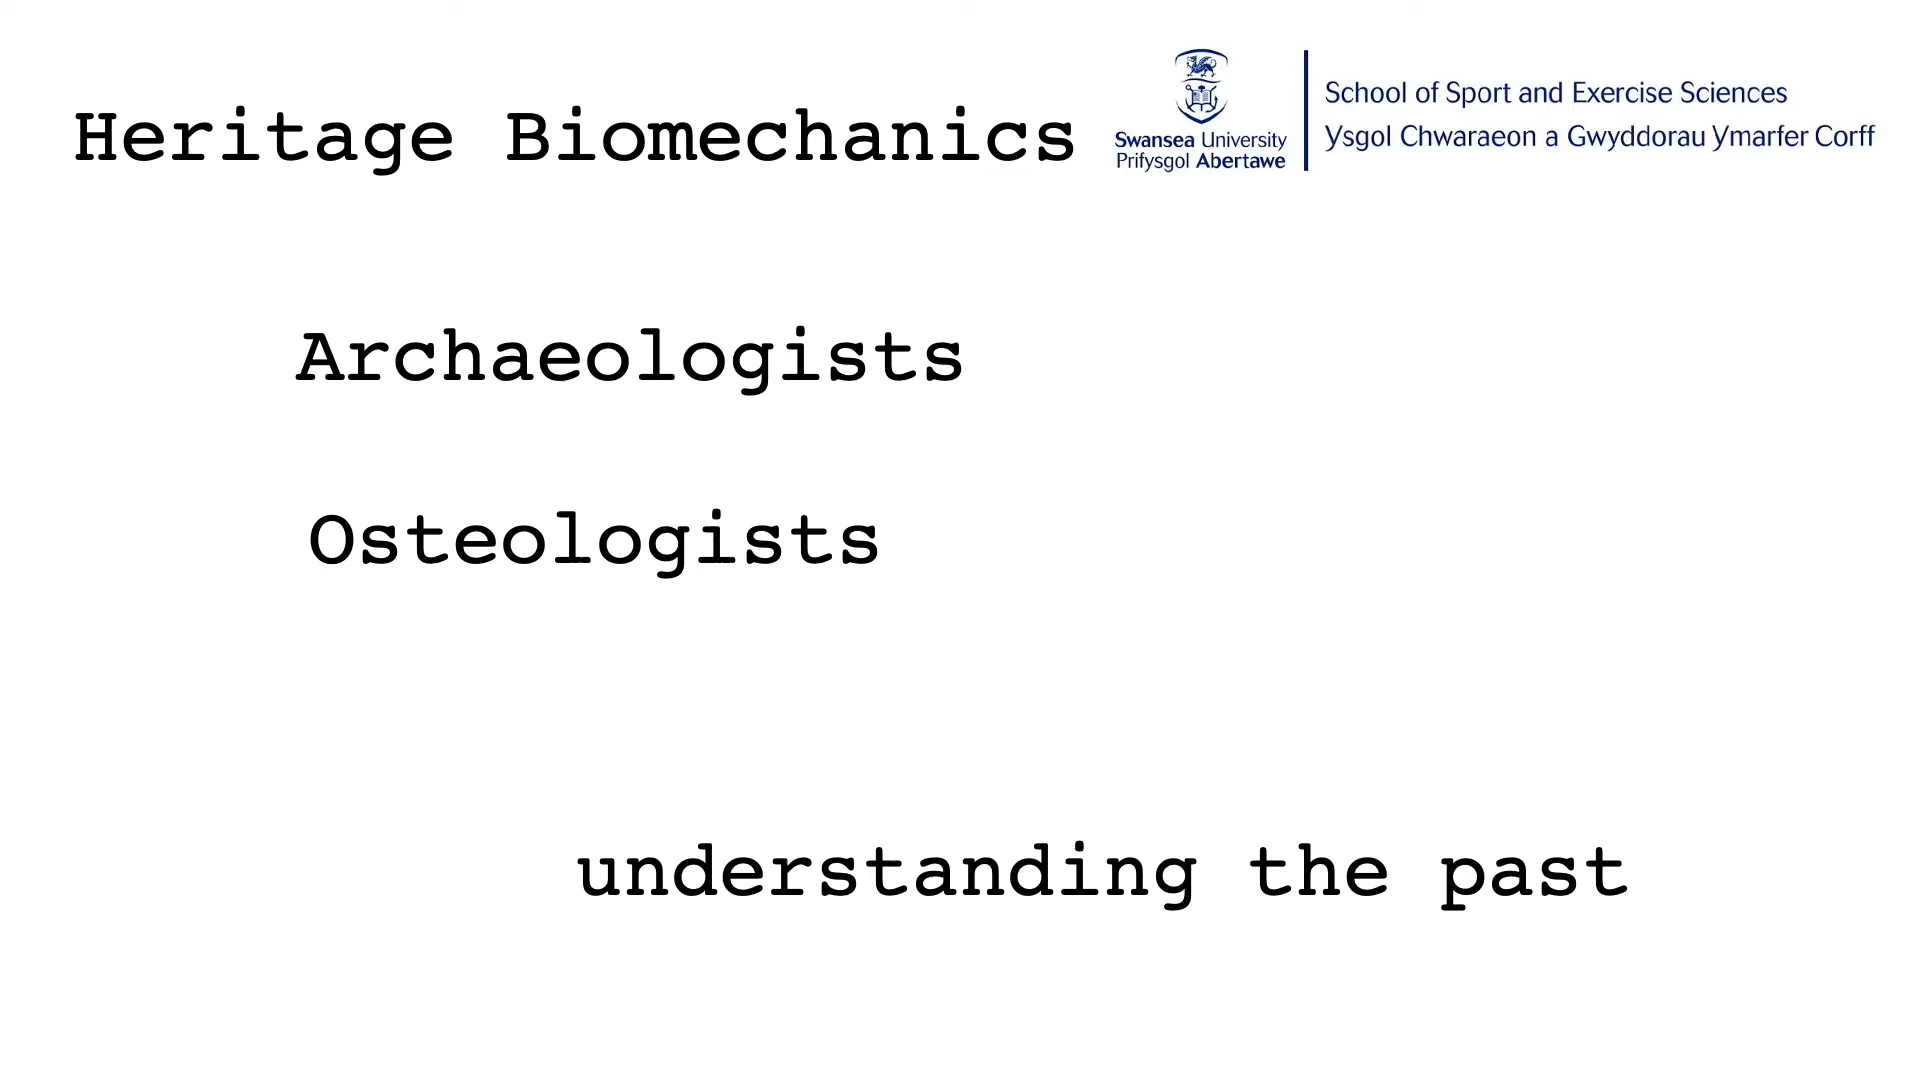 Heritage Biomechanics
Swansea University
Prifysgol Abertawe
School of Sport and Exercise Sciences
Ysgol Chwaraeon a Gwyddorau Ymarfer Corff
Archaeologists
Osteologists
understanding the past